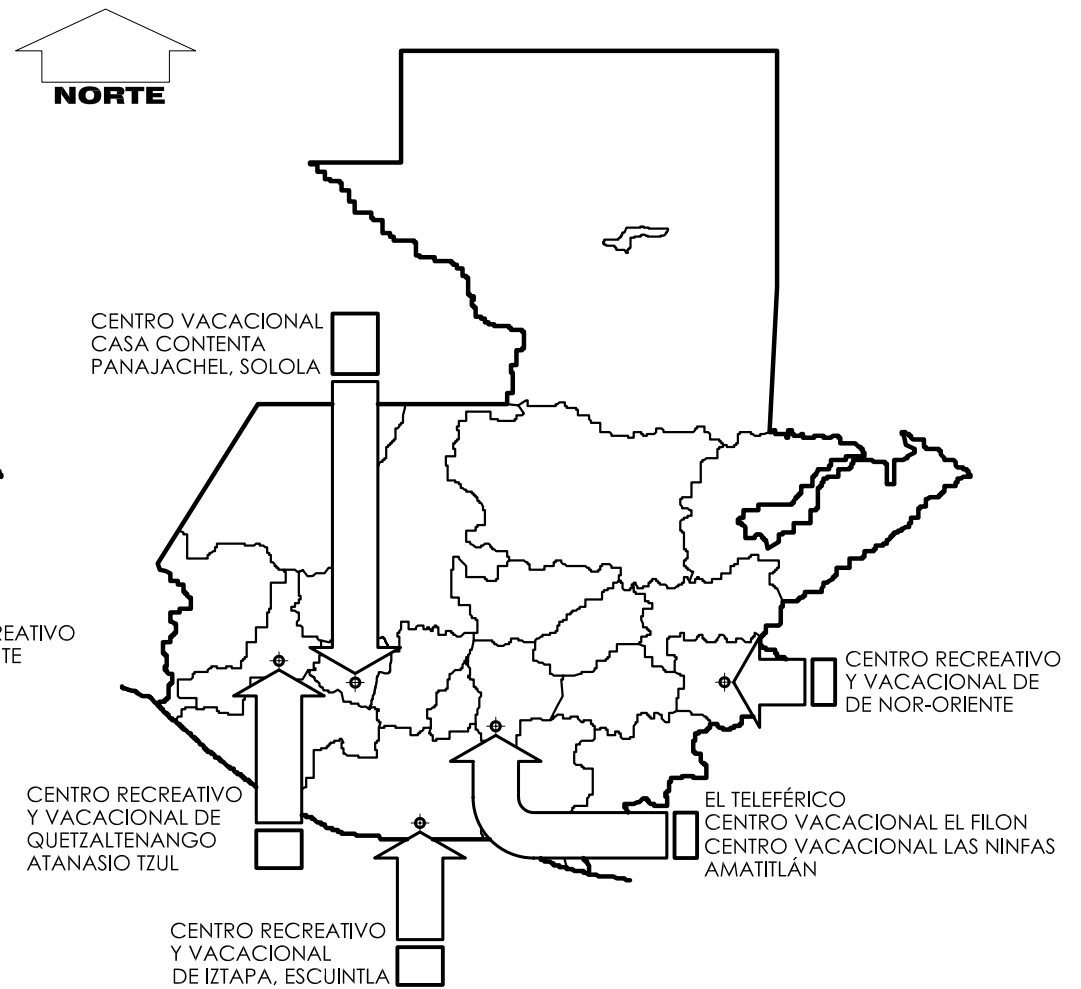 NORTE
CENTRO VACACIONAL
CASA CONTENTA
PANAJACHEL, SOLOLA
REATIVO
TE
CENTRO RECREATIVO
Y VACACIONAL DE
DE NOR-ORIENTE
CENTRO RECREATIVO
Y VACACIONAL DE
QUETZALTENANGO
ATANASIO TZUL
EL TELEFÉRICO
CENTRO VACACIONAL EL FILON
CENTRO VACACIONAL LAS NINFAS
AMATITLÁN
CENTRO RECREATIVO
Y VACACIONAL
DE IZTAPA, ESCUINTLA